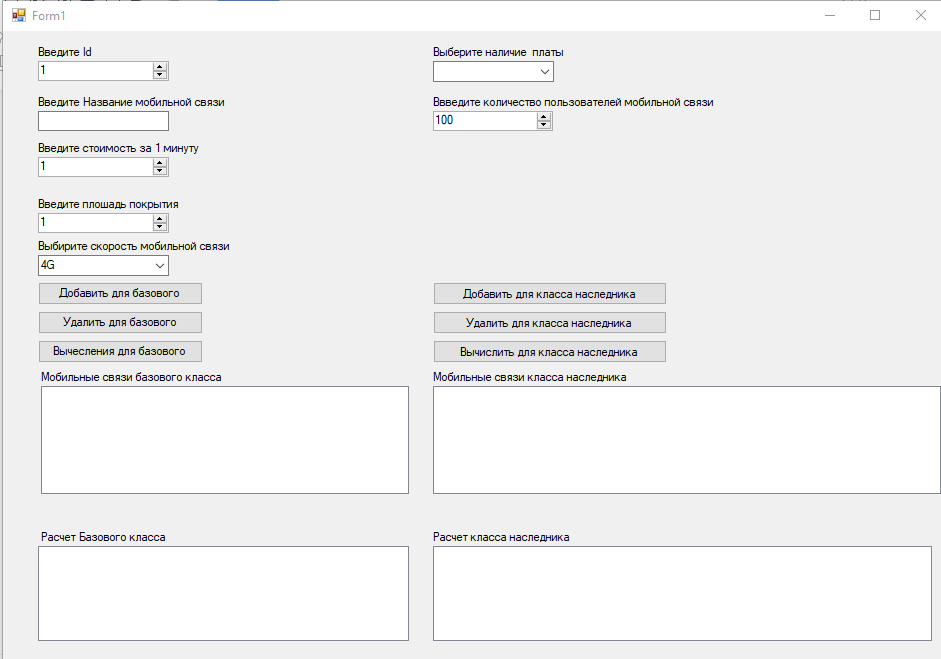 Form1
Введите Id
1
Введите Название мобильной связи
Введите стоимость за 1 минуту
1
Введите плошадь покрытия
1
Выбирите скорость мобильной связи
4G
Добавить для базового
Удалить для базового
Вычесления для базового
Мобильные связи базового класса
Расчет Базового класса
Выберите наличие  платы
Ввведите количество пользователей мобильной связи
100
Добавить для класса наследника
Удалить для класса наследника
Вычислить для класса наследника
Мобильные связи класса наследника
Расчет класса наследника